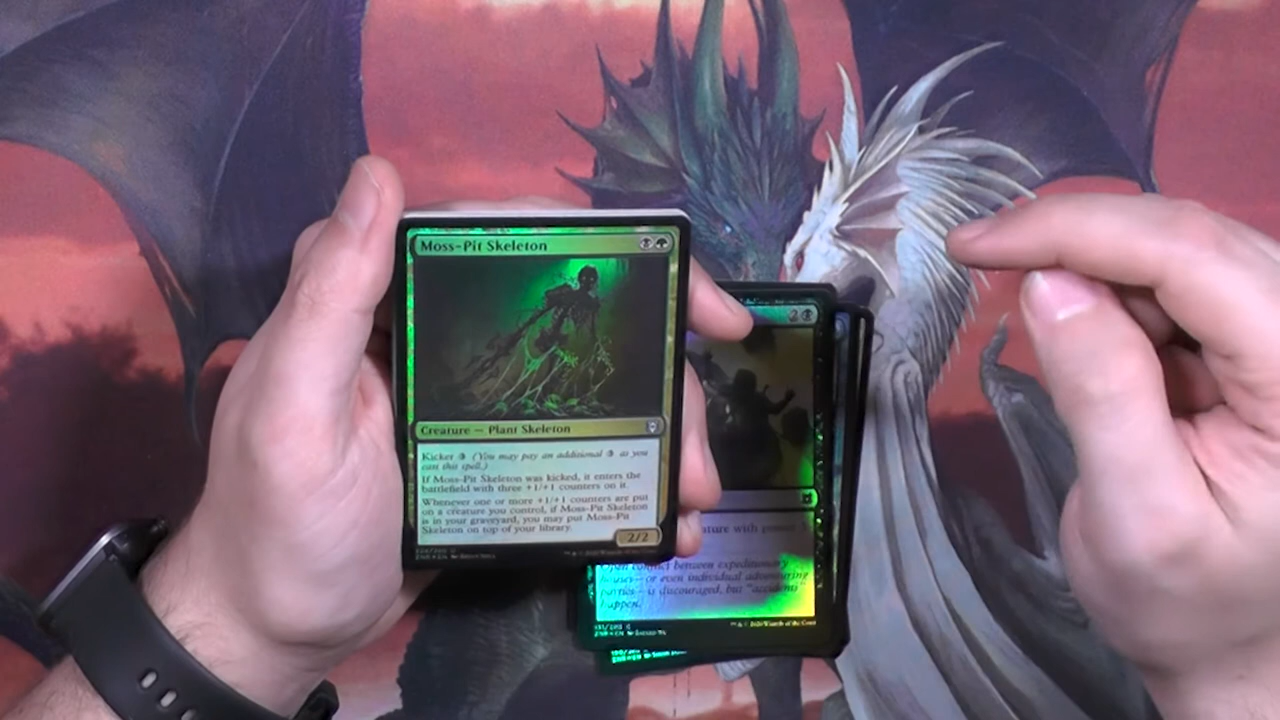 Moss-Pit Skeleton
Creature — Plant Skeleton
Kicker (You may pay an additional as you
cast this spell.)
If Moss-Pit Skeleton was kicked, it enters the
battlefield with three +1/+1 counters on it.
Whenever one or more +1/+1 counters are put
on a creature you control, if Moss-Pit Skeleton
is in your graveyard, you may put Moss-Pit
Skeleton on top of your library.
2/2
2
ature with power
Open conflict between expeditionary
houses—or even individual adventuring
parties—is discouraged, but "accidents"
happen.